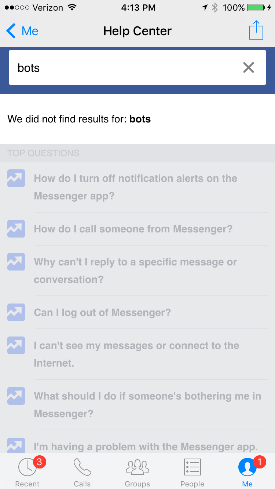 ●●○○○ Verizon 4:13 PM 100%
Me Help Center
bots
We did not find results for: bots
TOP QUESTIONS
How do I turn off notification alerts on the
Messenger app?
How do I call someone from Messenger?
Why can't I reply to a specific message or
conversation?
Can I log out of Messenger?
I can't see my messages or connect to the
Internet.
What should I do if someone's bothering me in
Messenger?
I'm having a problem with the Messenger app.
3 1
Recent Calls Groups People Me